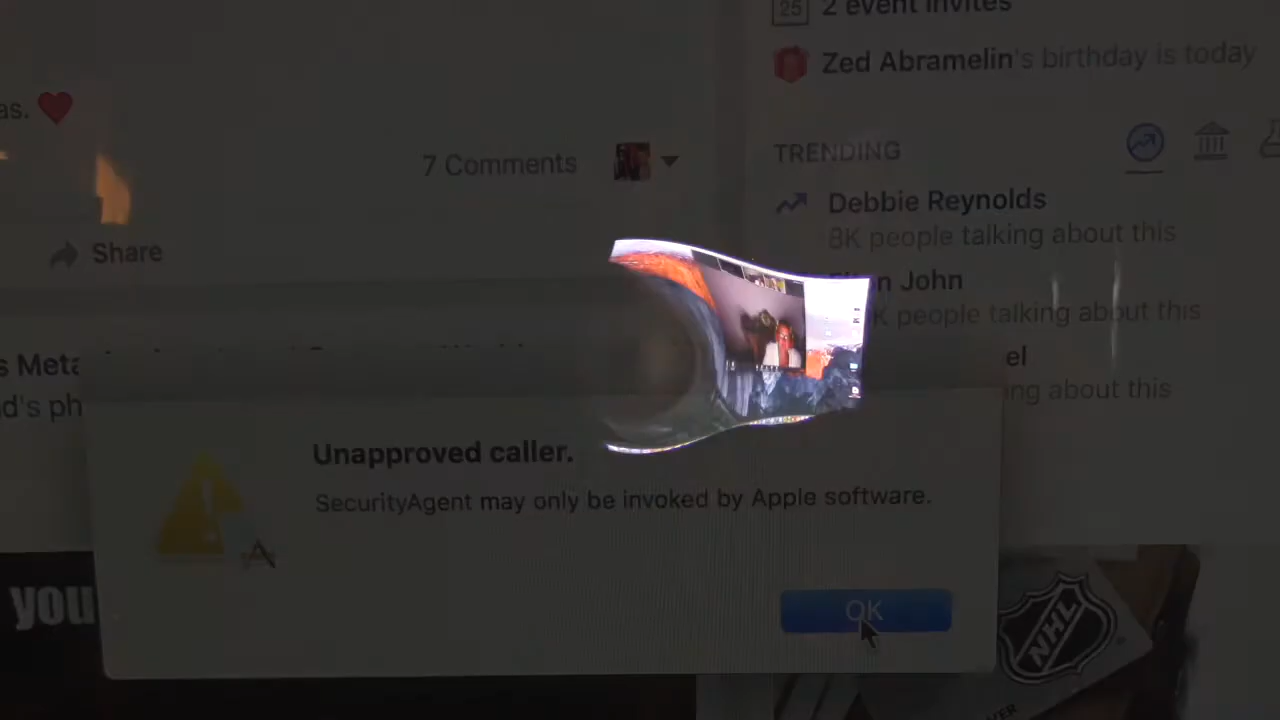 25 2 event invites
Zed Abramelin's birthday is today
as. ❤
7 Comments
TRENDING
Debbie Reynolds
8K people talking about this
Share
n John
K people talking about this
s Meta
el
ing about this
d's ph
Unapproved caller.
SecurityAgent may only be invoked by Apple software.
you
OK
NHL